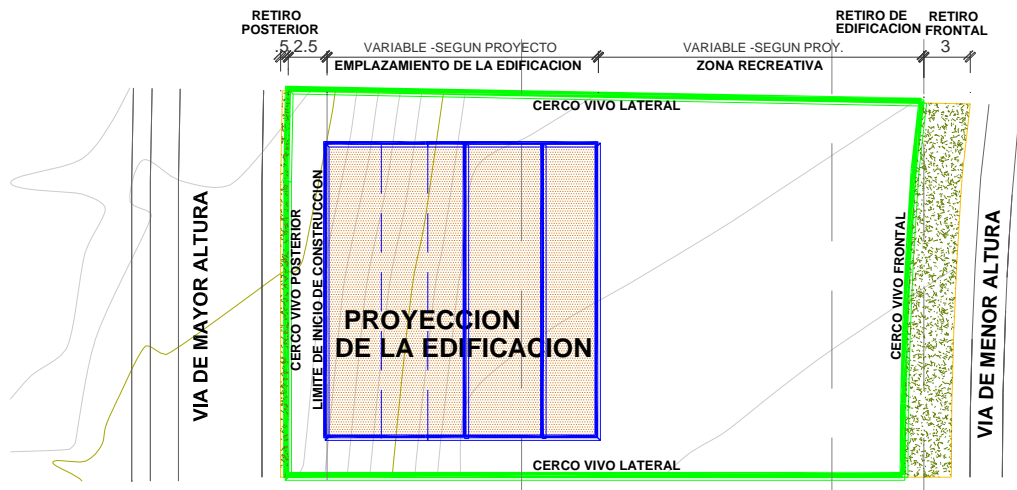 RETIRO
POSTERIOR
RETIRO DE
EDIFICACION
RETIRO
FRONTAL
.5 2.5
VARIABLE -SEGUN PROYECTO
VARIABLE -SEGUN PROY.
3
EMPLAZAMIENTO DE LA EDIFICACION
ZONA RECREATIVA
CERCO VIVO LATERAL
VIA DE MAYOR ALTURA
CERCO VIVO POSTERIOR
LIMITE DE INICIO DE CONSTRUCCION
PROYECCION
DE LA EDIFICACION
CERCO VIVO FRONTAL
VIA DE MENOR ALTURA
CERCO VIVO LATERAL